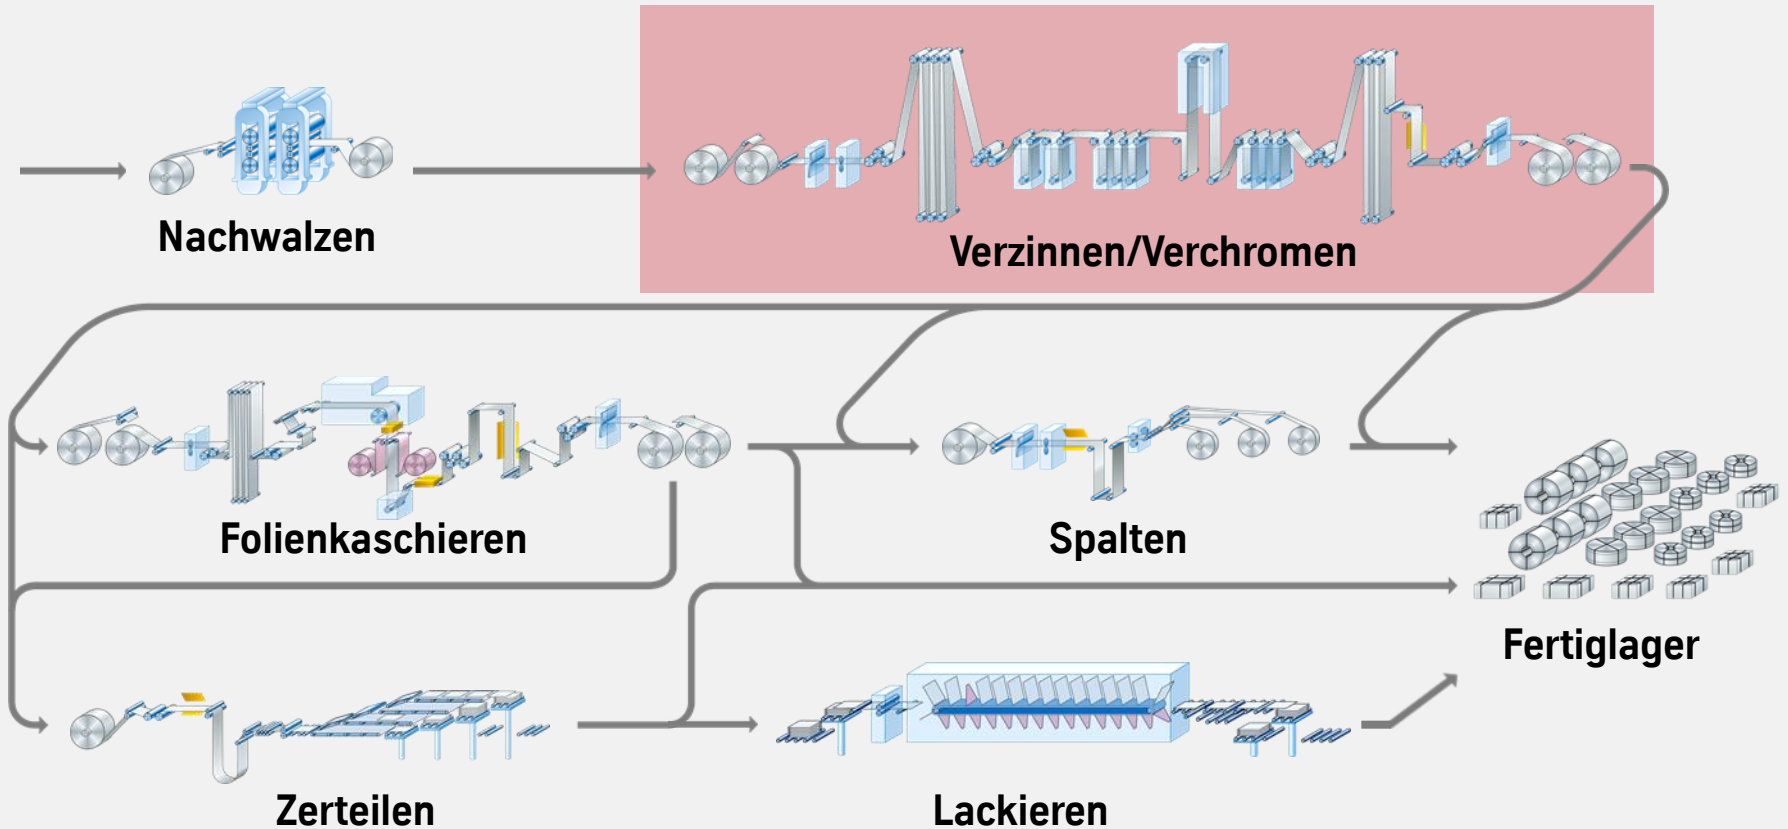 Nachwalzen
Verzinnen/Verchromen
Folienkaschieren
Spalten
Fertiglager
Zerteilen
Lackieren